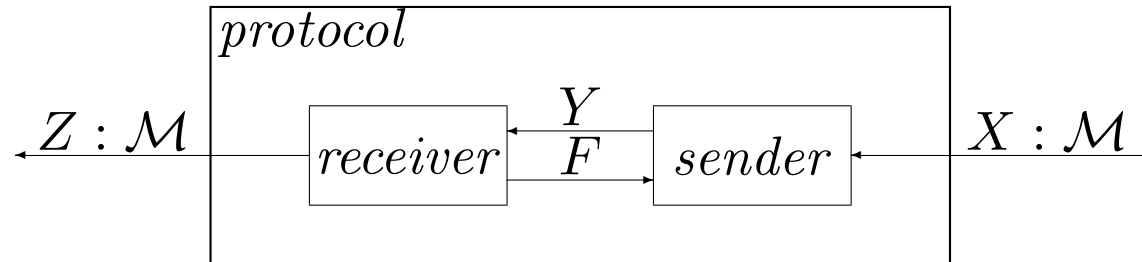 protocol
Z : ℳ
Y
X : ℳ
receiver
F
sender